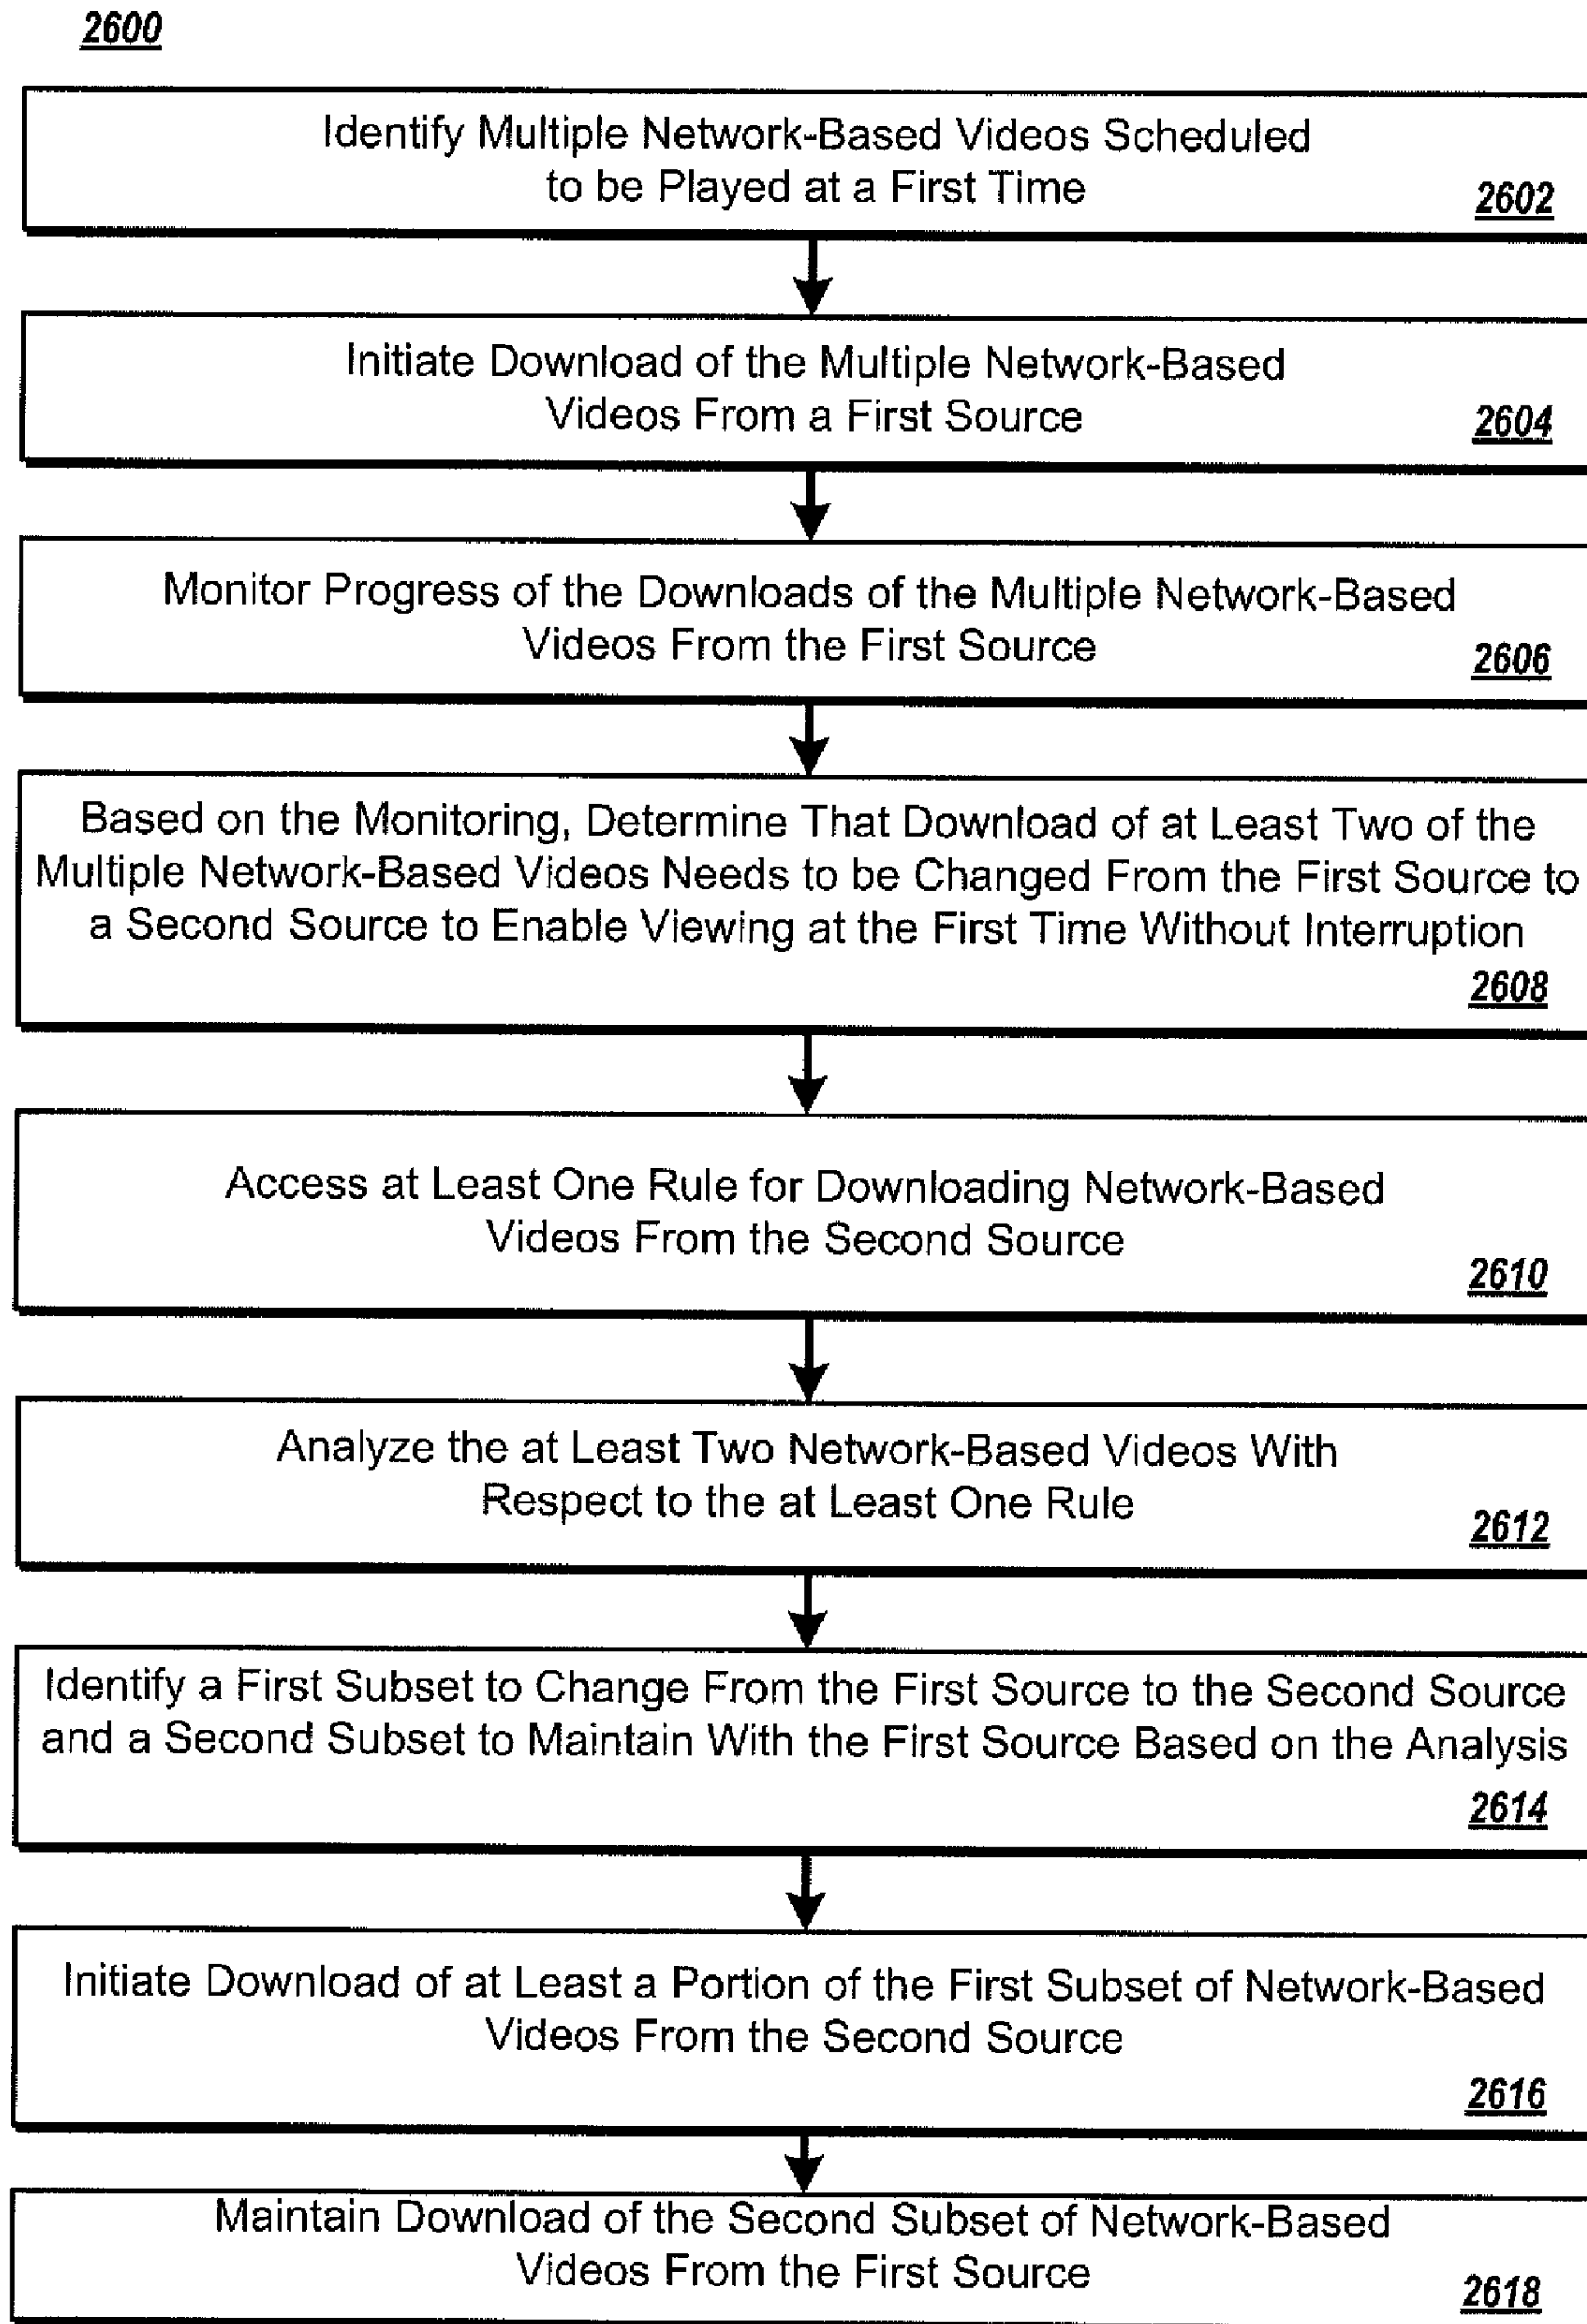 2600
Identify Multiple Network-Based Videos Scheduled
to be Played at a First Time
2602
Initiate Download of the Multiple Network-Based
Videos From a First Source
2604
Monitor Progress of the Downloads of the Multiple Network-Based
Videos From the First Source
2606
Based on the Monitoring, Determine That Download of at Least Two of the
Multiple Network-Based Videos Needs to be Changed From the First Source to
a Second Source to Enable Viewing at the First Time Without Interruption
2608
Access at Least One Rule for Downloading Network-Based
Videos From the Second Source
2610
Analyze the at Least Two Network-Based Videos With
Respect to the at Least One Rule
2612
Identify a First Subset to Change From the First Source to the Second Source
and a Second Subset to Maintain With the First Source Based on the Analysis
2614
Initiate Download of at Least a Portion of the First Subset of Network-Based
Videos From the Second Source
2616
Maintain Download of the Second Subset of Network-Based
Videos From the First Source
2618